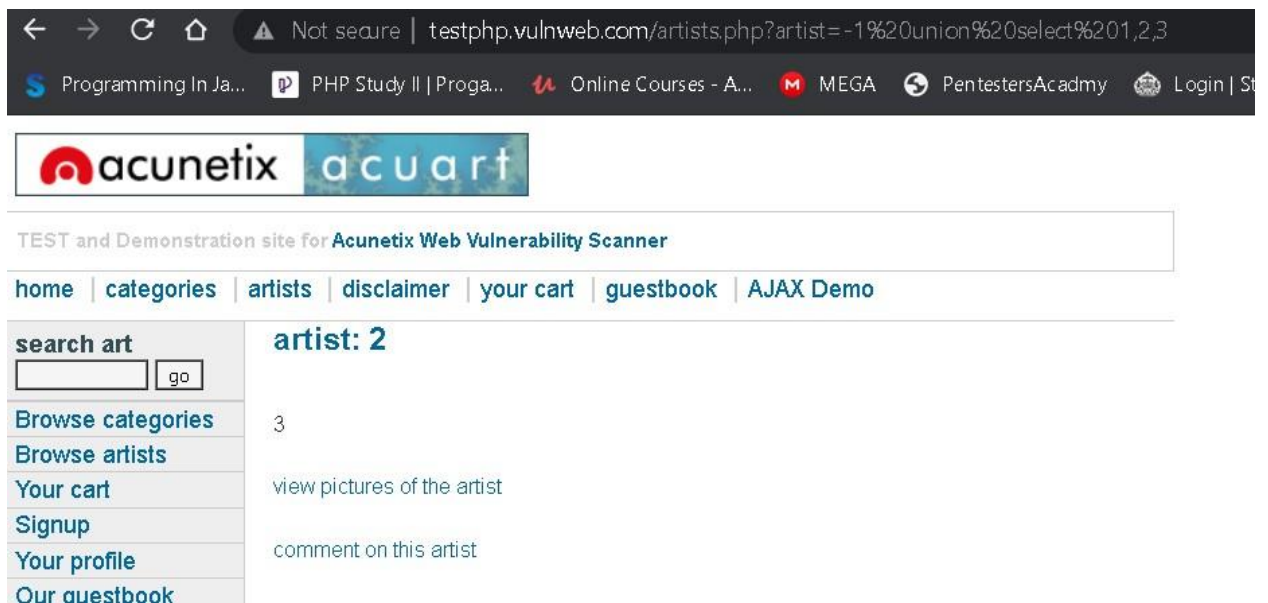 Not secure | testphp.vulnweb.com/artists.php?artist=-1%20union%20select%201,2,3
Programming In Ja... PHP Study II | Proga... Online Courses - A... MEGA PentestersAcadmy Login | St
acunetix acuart
TEST and Demonstration site for Acunetix Web Vulnerability Scanner
home | categories | artists | disclaimer | your cart | guestbook | AJAX Demo
search art
go
Browse categories
Browse artists
Your cart
Signup
Your profile
Our guestbook
artist: 2
3
view pictures of the artist
comment on this artist